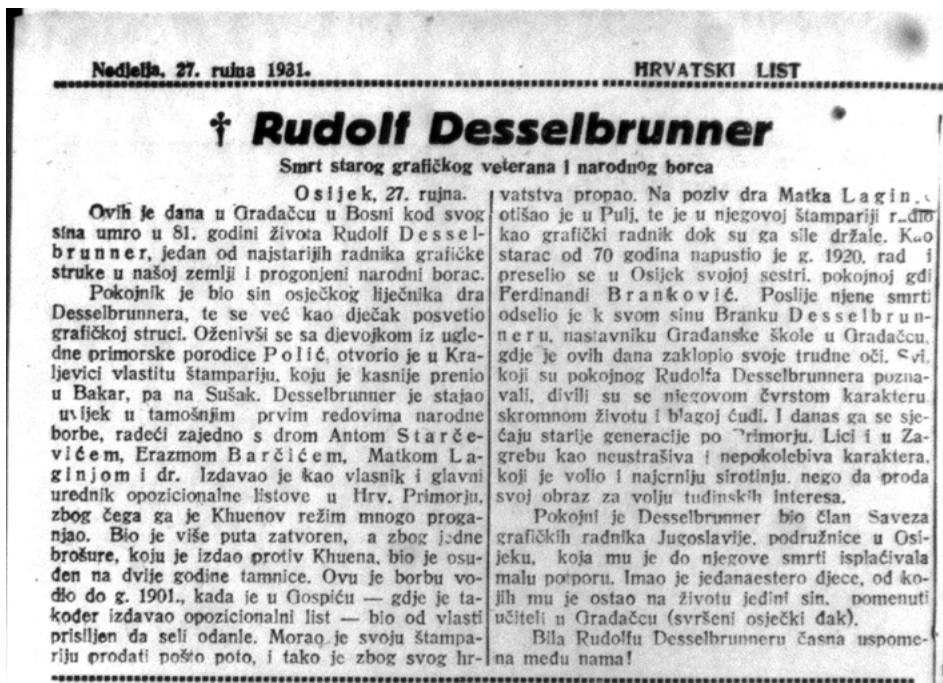 Nedjelja, 27. rujna 1931.
HRVATSKI LIST
† Rudolf Desselbrunner
Smrt starog grafičkog veterana i narodnog borca
Osijek, 27. rujna.
Ovih je dana u Gradačcu u Bosni kod svog
sina umro u 81. godini života Rudolf Dessel-
brunner, jedan od najstarijih radnika grafičke
struke u našoj zemlji i progonjeni narodni borac.
Pokojnik je bio sin osječkog liječnika dra
Desselbrunnera, te se već kao dječak posvetio
grafičkoj struci. Oženivši se sa djevojkom iz ugle-
dne primorske porodice Polić, otvorio je u Kra-
ljevici vlastitu štampariju, koju je kasnije prenio
u Bakar, pa na Sušak. Desselbrunner je stajao
uvijek u tamošnjim prvim redovima narodne
borbe, radeći zajedno s drom Antom Starče-
vićem, Erazmom Barčićem, Matkom La-
ginjom i dr. Izdavao je kao vlasnik i glavni
urednik opozicionalne listove u Hrv. Primorju,
zbog čega ga je Khuenov režim mnogo proga-
njao. Bio je više puta zatvoren, a zbog jedne
brošure, koju je izdao protiv Khuena, bio je osu-
đen na dvije godine tamnice. Ovu je borbu vo-
dio do g. 1901., kada je u Gospiću — gdje je ta-
kođer izdavao opozicionalni list — bio od vlasti
prisiljen da seli odanle. Morao je svoju štampa-
riju prodati pošto poto, i tako je zbog svog hr-
vatstva propao. Na poziv dra Matka
otišao je u Pulj, te je u njegovoj štampariji
kao grafički radnik dok su ga sile držale. Kao
starac od 70 godina napustio je g. 1920. rad i
preselio se u Osijek svojoj sestri, pokojnoj gđi
Ferdinandi Branković. Poslije njene smrti
odselio je k svom sinu Branku Desselbrun-
neru, nastavniku Građanske škole u Gradačcu,
gdje je ovih dana zaklopio svoje trudne oči. Svi,
koji su pokojnog Rudolfa Desselbrunnera pozna-
vali, divili su se njegovom čvrstom karakteru,
skromnom životu i blagoj ćudi. I danas ga se sje-
ćaju starije generacije po Primorju, Lici i u Za-
grebu kao neustrašiva i nepokolebiva karaktera,
koji je volio i najcrniju sirotinju, nego da proda
svoj obraz za volju tuđinskih interesa.
Pokojni je Desselbrunner bio član Saveza
grafičkih radnika Jugoslavije, podružnice u Osi-
jeku, koja mu je do njegove smrti isplaćivala
malu potporu. Imao je jedanaestero djece, od ko-
jih mu je ostao na životu jedini sin, pomenuti
učitelj u Gradačcu (svršeni osječki đak).
Bila Rudolfu Desselbrunneru časna uspome-
na među nama!